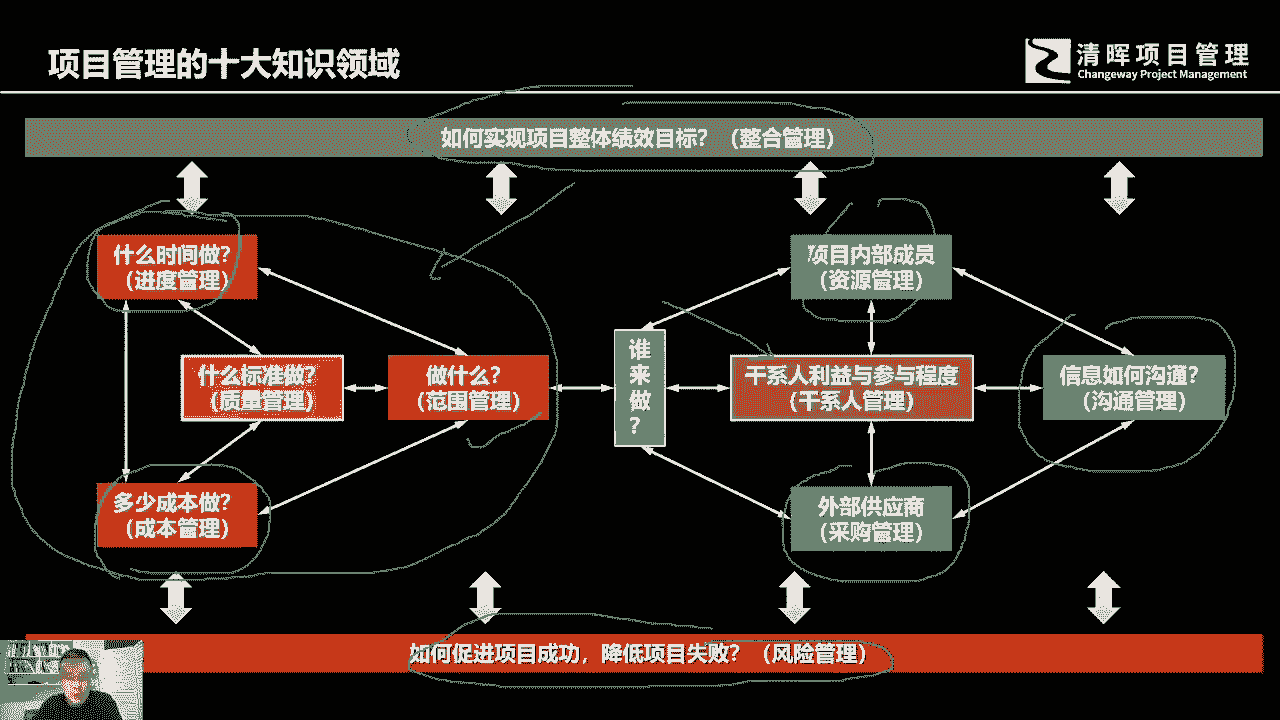 项目管理的十大知识领域
清晖项目管理
Changeway Project Management
如何实现项目整体绩效目标？（整合管理）
什么时间做？
（进度管理）
项目内部成员
（资源管理）
什么标准做？
（质量管理）
做什么？
（范围管理）
谁
来
做
？
干系人利益与参与程度
（干系人管理）
信息如何沟通？
（沟通管理）
多少成本做？
（成本管理）
外部供应商
（采购管理）
如何促进项目成功，降低项目失败？（风险管理）